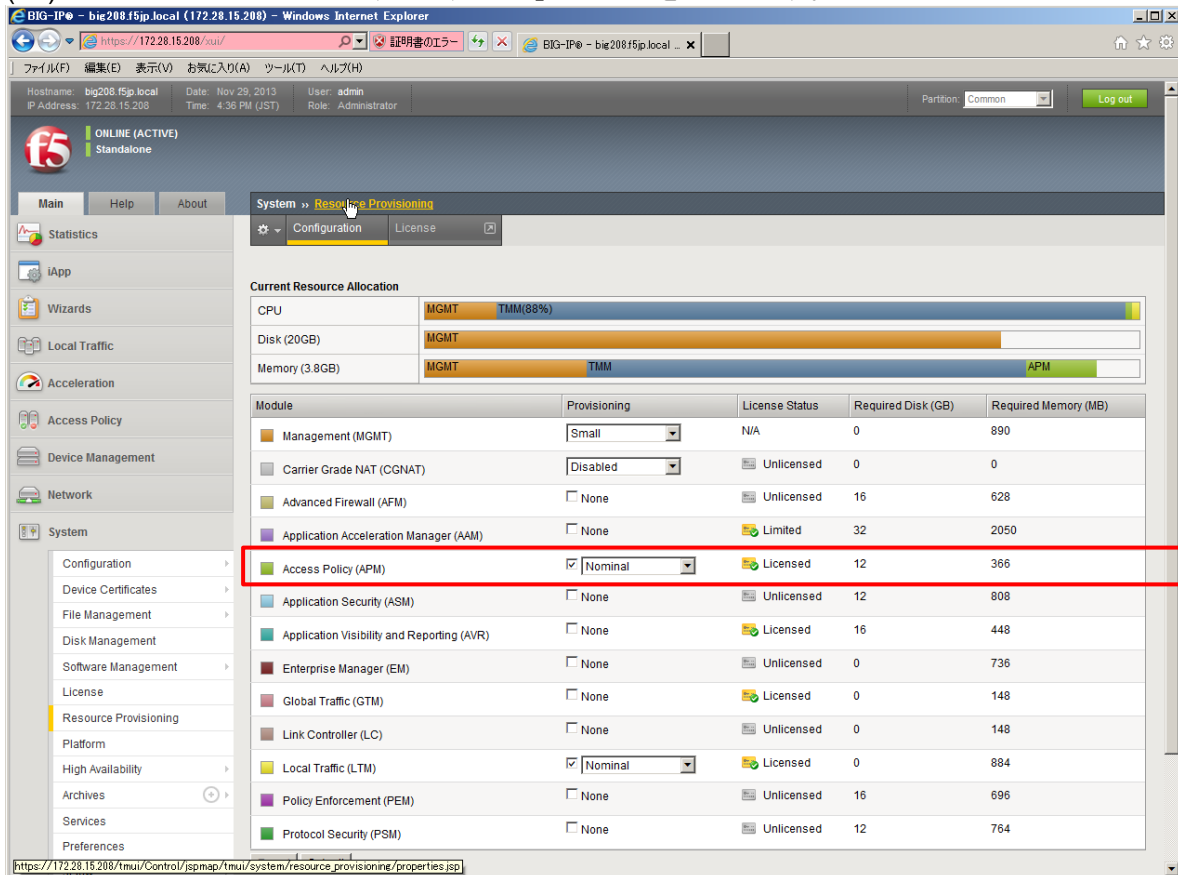 BIG-IP® - big208.f5jp.local (172.28.15.208) - Windows Internet Explorer
https://172.28.15.208/xui/
証明書のエラー
BIG-IP® - big208.f5jp.local ...
ファイル(F) 編集(E) 表示(V) お気に入り(A) ツール(T) ヘルプ(H)
Hostname: big208.f5jp.local Date: Nov 29, 2013 User: admin
IP Address: 172.28.15.208 Time: 4:36 PM (JST) Role: Administrator
Partition: Common Log out
f5
ONLINE (ACTIVE)
Standalone
Main Help About
System ›› Resource Provisioning
Configuration License
Statistics
iApp
Wizards
Local Traffic
Acceleration
Access Policy
Device Management
Network
System
Configuration
Device Certificates
File Management
Disk Management
Software Management
License
Resource Provisioning
Platform
High Availability
Archives
Services
Preferences
Current Resource Allocation
CPU MGMT TMM(88%)
Disk (20GB) MGMT
Memory (3.8GB) MGMT TMM APM
Module Provisioning License Status Required Disk (GB) Required Memory (MB)
Management (MGMT) Small N/A 0 890
Carrier Grade NAT (CGNAT) Disabled Unlicensed 0 0
Advanced Firewall (AFM) None Unlicensed 16 628
Application Acceleration Manager (AAM) None Limited 32 2050
Access Policy (APM) Nominal Licensed 12 366
Application Security (ASM) None Unlicensed 12 808
Application Visibility and Reporting (AVR) None Licensed 16 448
Enterprise Manager (EM) None Unlicensed 0 736
Global Traffic (GTM) None Licensed 0 148
Link Controller (LC) None Unlicensed 0 148
Local Traffic (LTM) Nominal Licensed 0 884
Policy Enforcement (PEM) None Unlicensed 16 696
Protocol Security (PSM) None Unlicensed 12 764
https://172.28.15.208/tmui/Control/jspmap/tmui/system/resource_provisioning/properties.jsp